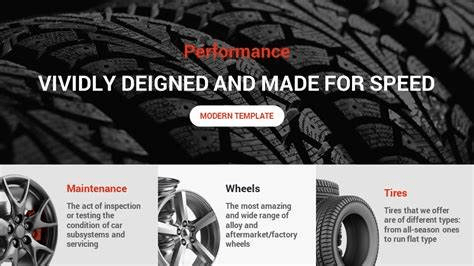 Performance
VIVIDLY DEIGNED AND MADE FOR SPEED
MODERN TEMPLATE
Maintenance
The act of inspection
or testing the
condition of car
subsystems and
servicing
Wheels
The most amazing
and wide range of
alloy and
aftermarket/factory
wheels
Tires
Tires that we offer
are of different types:
from all-season ones
to run flat type